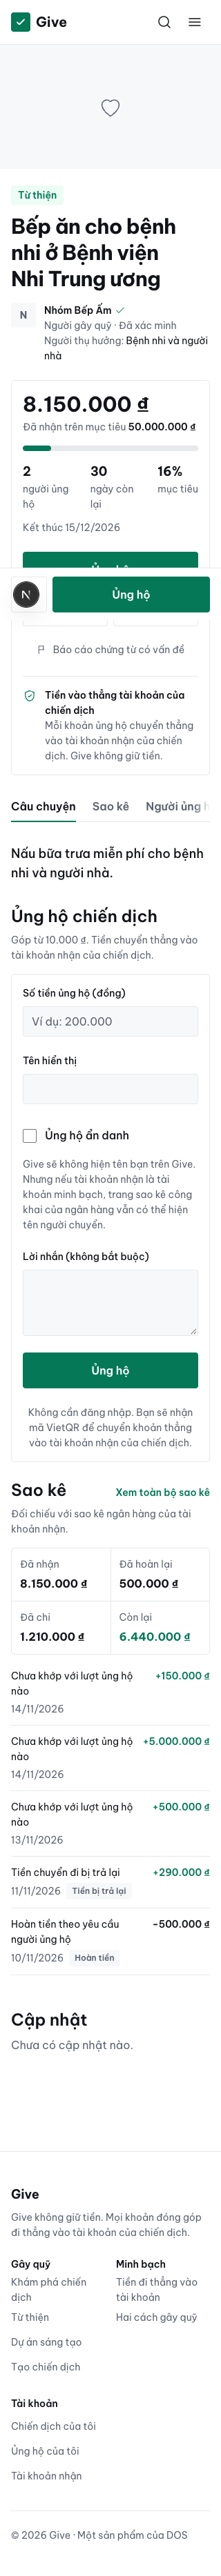 Give
Từ thiện
Bếp ăn cho bệnh
nhi ở Bệnh viện
Nhi Trung ương
N
Nhóm Bếp Ấm
Người gây quỹ · Đã xác minh
Người thụ hưởng: Bệnh nhi và người
nhà
8.150.000 ₫
Đã nhận trên mục tiêu 50.000.000 ₫
2
30
16%
người ủng
hộ
ngày còn
lại
mục tiêu
Kết thúc 15/12/2026
N
Ủng hộ
Báo cáo chứng từ có vấn đề
Tiền vào thẳng tài khoản của
chiến dịch
Mỗi khoản ủng hộ chuyển thẳng
vào tài khoản nhận của chiến
dịch. Give không giữ tiền.
Câu chuyện
Sao kê
Người ủng
Nấu bữa trưa miễn phí cho bệnh
nhi và người nhà.
Ủng hộ chiến dịch
Góp từ 10.000 ₫. Tiền chuyển thẳng vào
tài khoản nhận của chiến dịch.
Số tiền ủng hộ (đồng)
Ví dụ: 200.000
Tên hiển thị
Ủng hộ ẩn danh
Give sẽ không hiện tên bạn trên Give.
Nhưng nếu tài khoản nhận là tài
khoản minh bạch, trang sao kê công
khai của ngân hàng vẫn có thể hiện
tên người chuyển.
Lời nhắn (không bắt buộc)
Ủng hộ
Không cần đăng nhập. Bạn sẽ nhận
mã VietQR để chuyển khoản thẳng
vào tài khoản nhận của chiến dịch.
Sao kê
Xem toàn bộ sao kê
Đối chiếu với sao kê ngân hàng của tài
khoản nhận.
Đã nhận
8.150.000 ₫
Đã hoàn lại
500.000 ₫
Đã chi
1.210.000 ₫
Còn lại
6.440.000 ₫
Chưa khớp với lượt ủng hộ
nào
+150.000 ₫
14/11/2026
Chưa khớp với lượt ủng hộ
nào
+5.000.000 ₫
14/11/2026
Chưa khớp với lượt ủng hộ
nào
+500.000 ₫
13/11/2026
Tiền chuyển đi bị trả lại
+290.000 ₫
11/11/2026
Tiền bị trả lại
Hoàn tiền theo yêu cầu
người ủng hộ
−500.000 ₫
10/11/2026
Hoàn tiền
Cập nhật
Chưa có cập nhật nào.
Give
Give không giữ tiền. Mọi khoản đóng góp
đi thẳng vào tài khoản của chiến dịch.
Gây quỹ
Khám phá chiến
dịch
Từ thiện
Dự án sáng tạo
Tạo chiến dịch
Minh bạch
Tiền đi thẳng vào
tài khoản
Hai cách gây quỹ
Tài khoản
Chiến dịch của tôi
Ủng hộ của tôi
Tài khoản nhận
© 2026 Give · Một sản phẩm của DOS